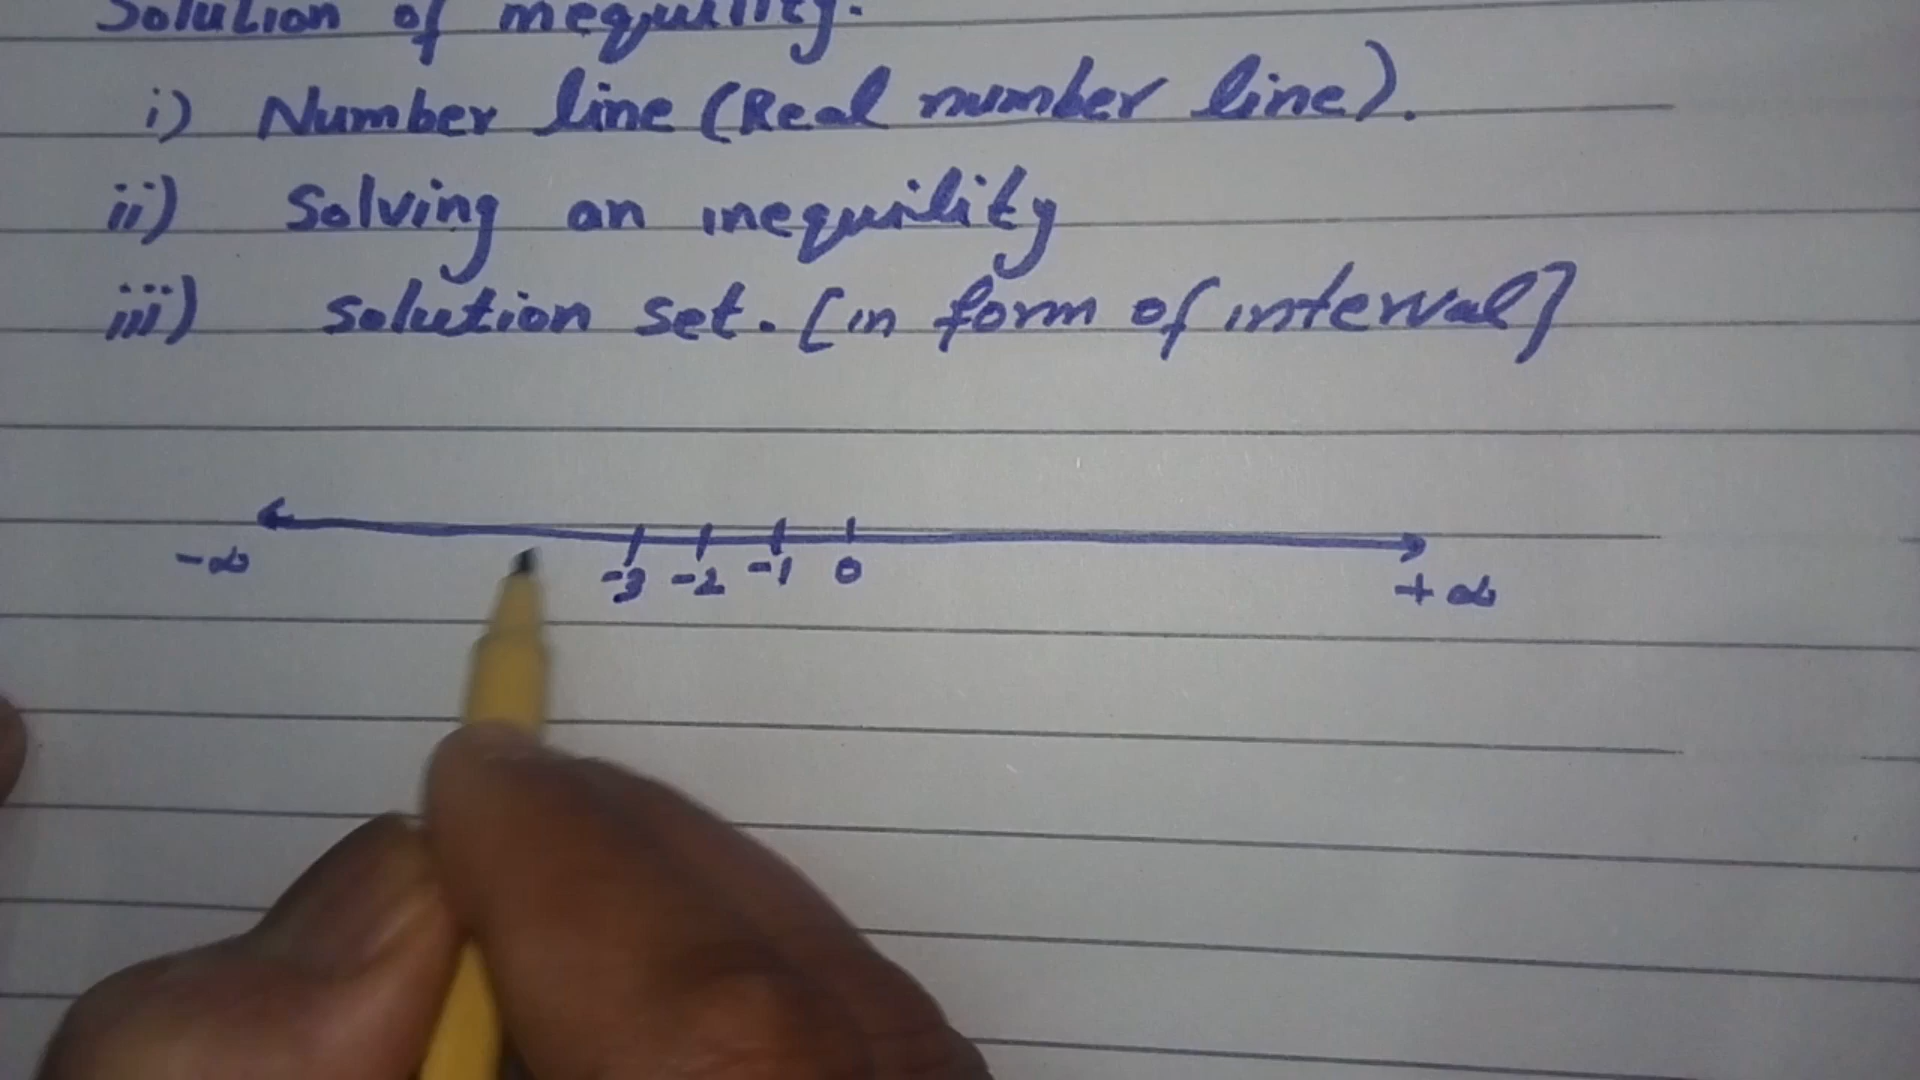 Solution of inequility.
i) Number line (Real number line).
ii) Solving an inequility
iii) solution set. [in form of interval]
-∞ -3 -2 -1 0 +∞